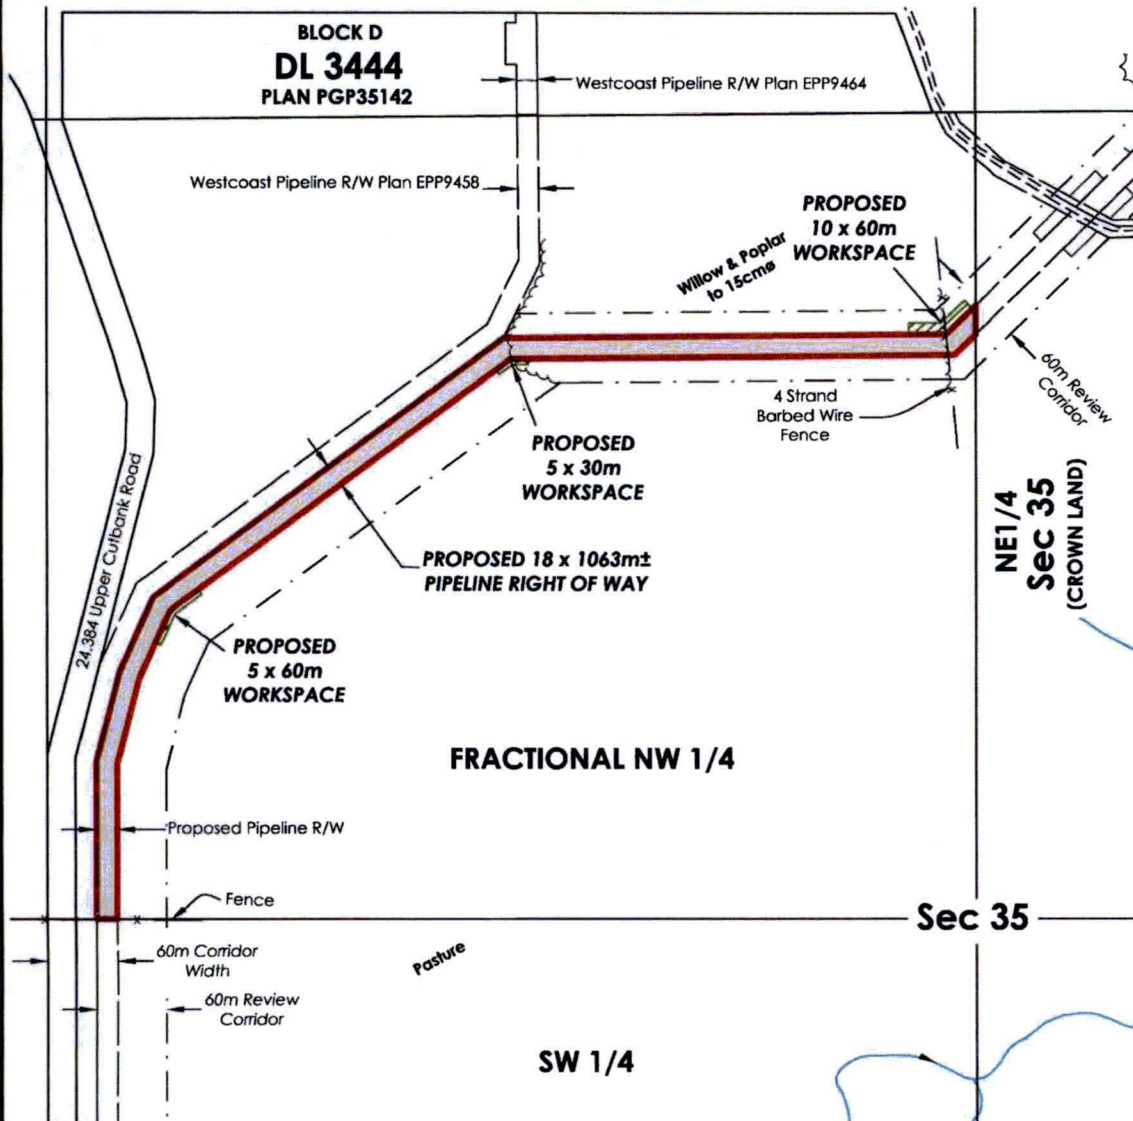 BLOCK D
DL 3444
PLAN PGP35142
Westcoast Pipeline R/W Plan EPP9464
Westcoast Pipeline R/W Plan EPP9458
PROPOSED
10 x 60m
WORKSPACE
Willow & Poplar
to 15cmø
60m Review
Corridor
4 Strand
Barbed Wire
Fence
PROPOSED
5 x 30m
WORKSPACE
24.384 Upper Cutbank Road
NE1/4
Sec 35
(CROWN LAND)
PROPOSED 18 x 1063m±
PIPELINE RIGHT OF WAY
PROPOSED
5 x 60m
WORKSPACE
FRACTIONAL NW 1/4
Proposed Pipeline R/W
Fence
Sec 35
60m Corridor
Width
Pasture
60m Review
Corridor
SW 1/4